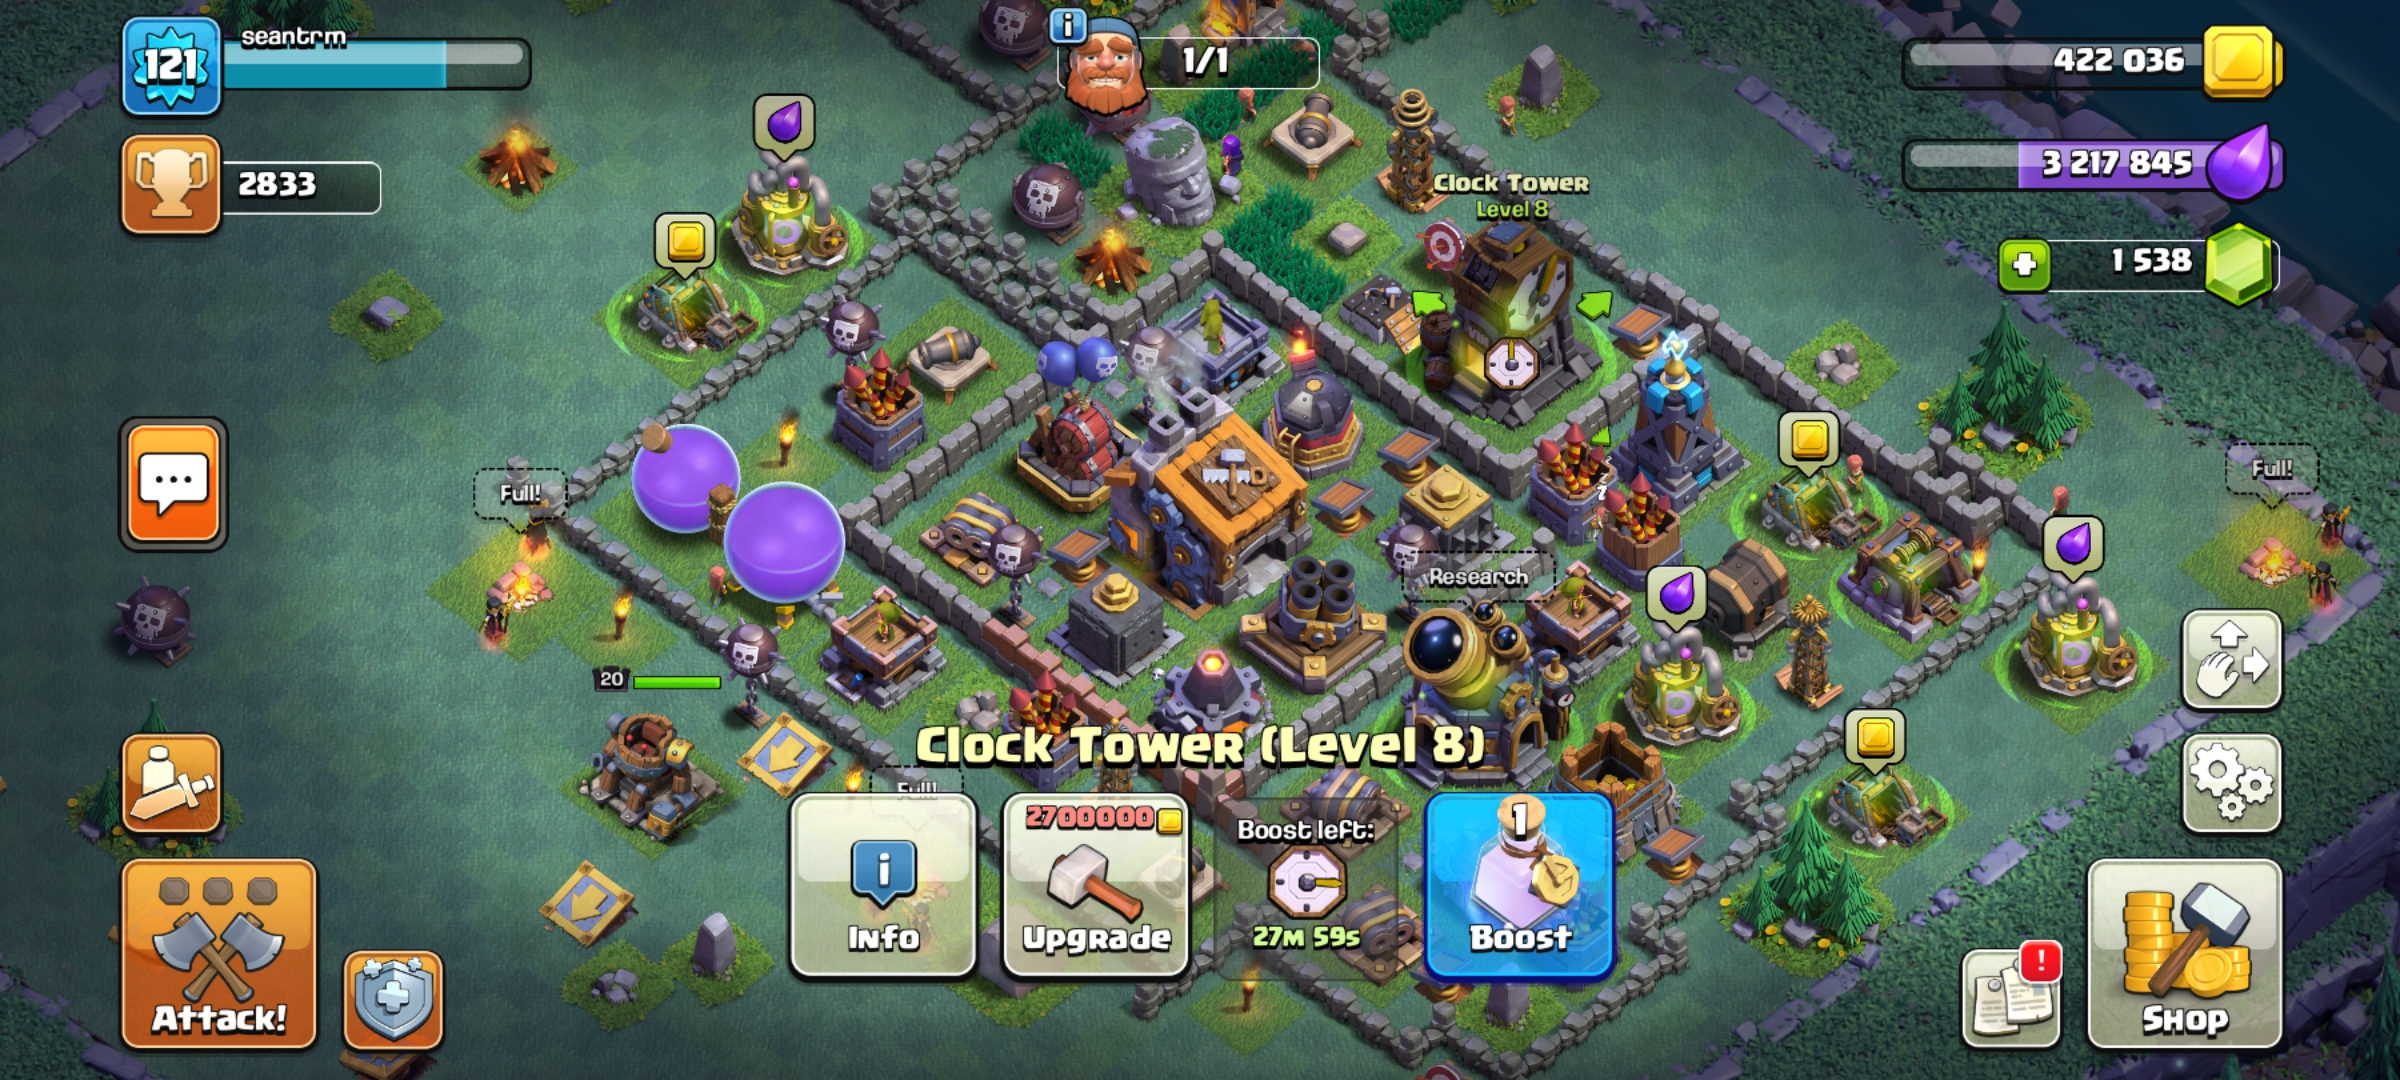 121
seantrm
1/1
422 036
2833
3 217 845
1 538
Clock Tower
Level 8
Full!
Full!
Research
20
Clock Tower (Level 8)
Full!
Info
2700000
Upgrade
Boost left:
27m 59s
1
Boost
Attack!
!
Shop